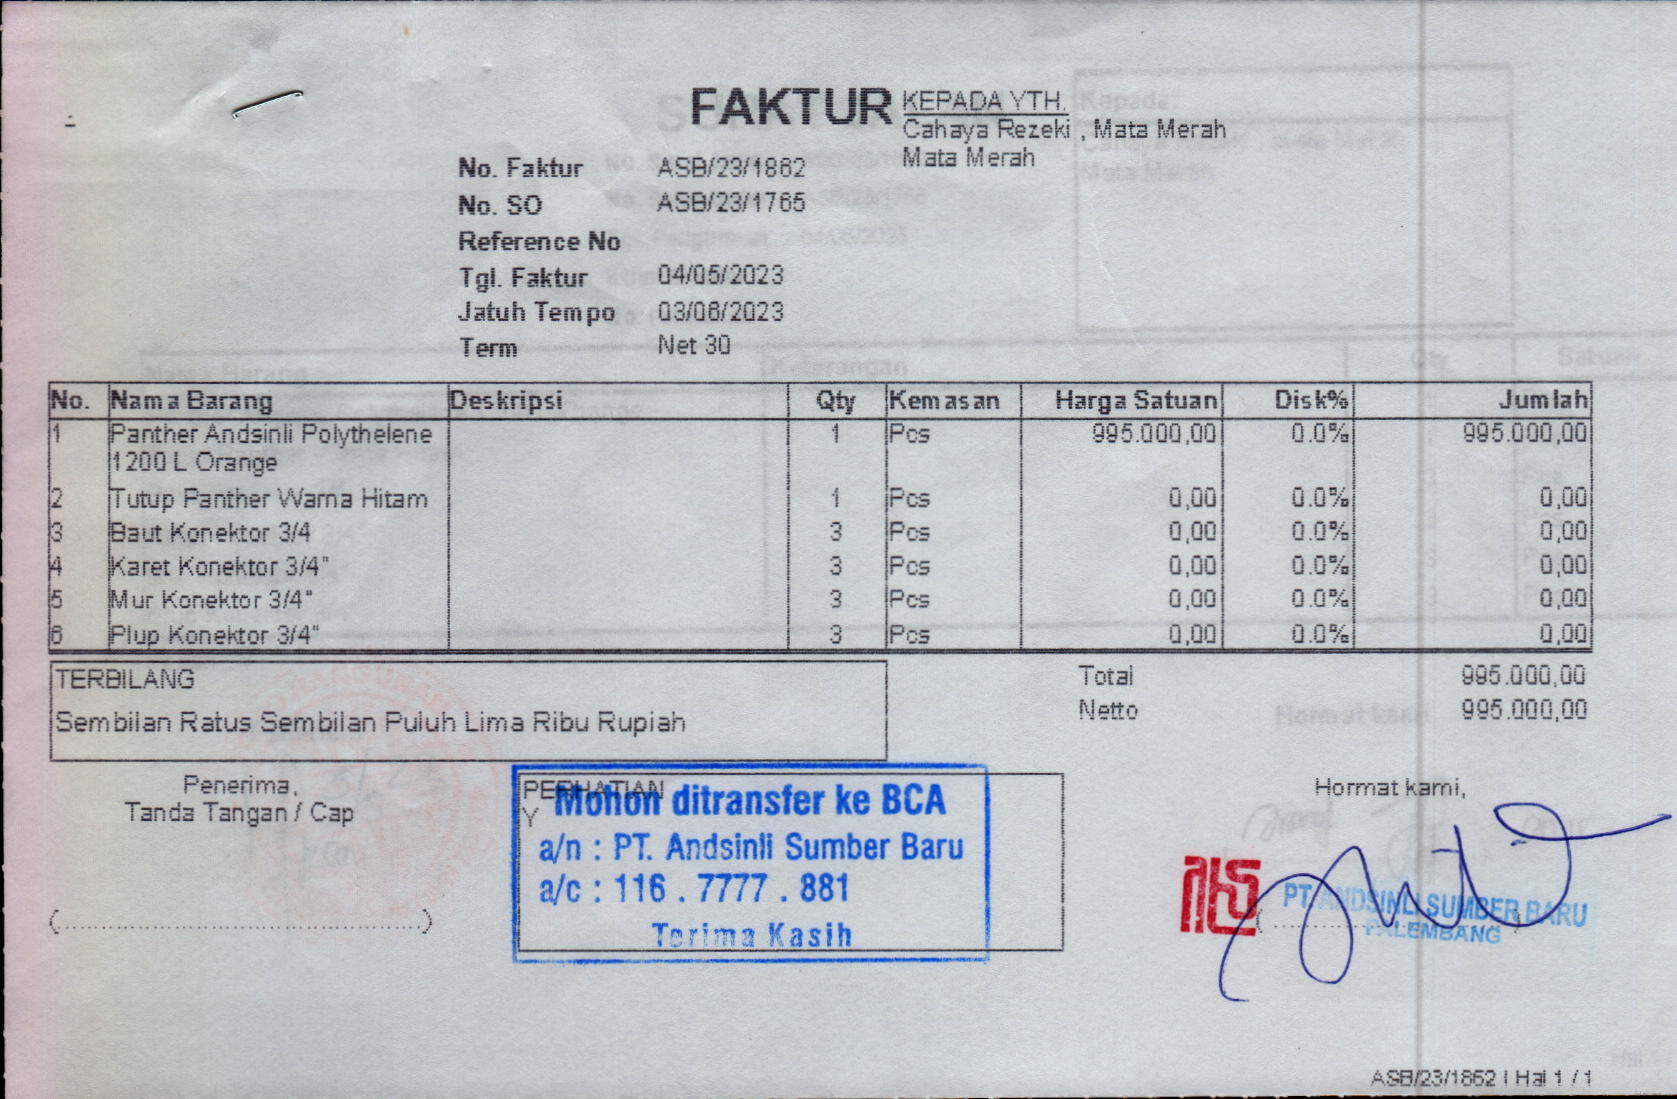 FAKTUR
KEPADA YTH.
Cahaya Rezeki , Mata Merah
Mata Merah
No. Faktur ASB/23/1862
No. SO ASB/23/1765
Reference No
Tgl. Faktur 04/05/2023
Jatuh Tempo 03/06/2023
Term Net 30
No. Nama Barang Deskripsi Qty Kemasan Harga Satuan Disk% Jumlah
1 Panther Andsinli Polythelene 1 Pcs 995.000,00 0.0% 995.000,00
1200 L Orange
2 Tutup Panther Warna Hitam 1 Pcs 0,00 0.0% 0,00
3 Baut Konektor 3/4 3 Pcs 0,00 0.0% 0,00
4 Karet Konektor 3/4" 3 Pcs 0,00 0.0% 0,00
5 Mur Konektor 3/4" 3 Pcs 0,00 0.0% 0,00
6 Plup Konektor 3/4" 3 Pcs 0,00 0.0% 0,00
TERBILANG
Sembilan Ratus Sembilan Puluh Lima Ribu Rupiah
Total 995.000,00
Netto 995.000,00
Penerima,
Tanda Tangan / Cap
(........................................)
PERHATIAN
Y
Mohon ditransfer ke BCA
a/n : PT. Andsinli Sumber Baru
a/c : 116 . 7777 . 881
Terima Kasih
Hormat kami,
PT. ANDSINLI SUMBER BARU
PALEMBANG
ASB/23/1862 | Hal 1 / 1